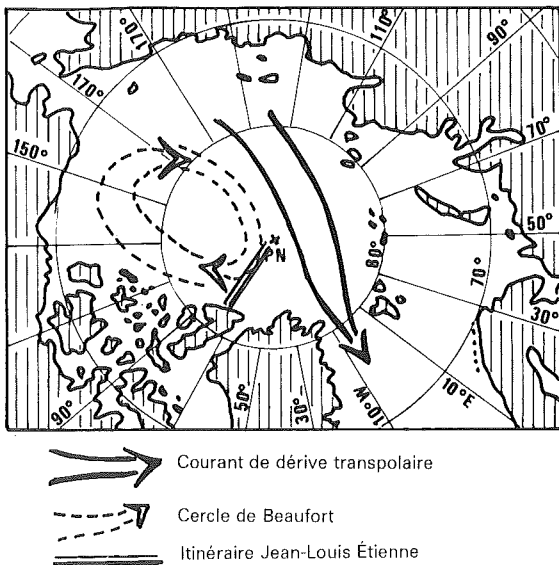 170°
110°
170°
90°
150°
70°
PN
50°
80°
70°
30°
90°
50°
30°
10°W
10°E
Courant de dérive transpolaire
Cercle de Beaufort
Itinéraire Jean-Louis Étienne